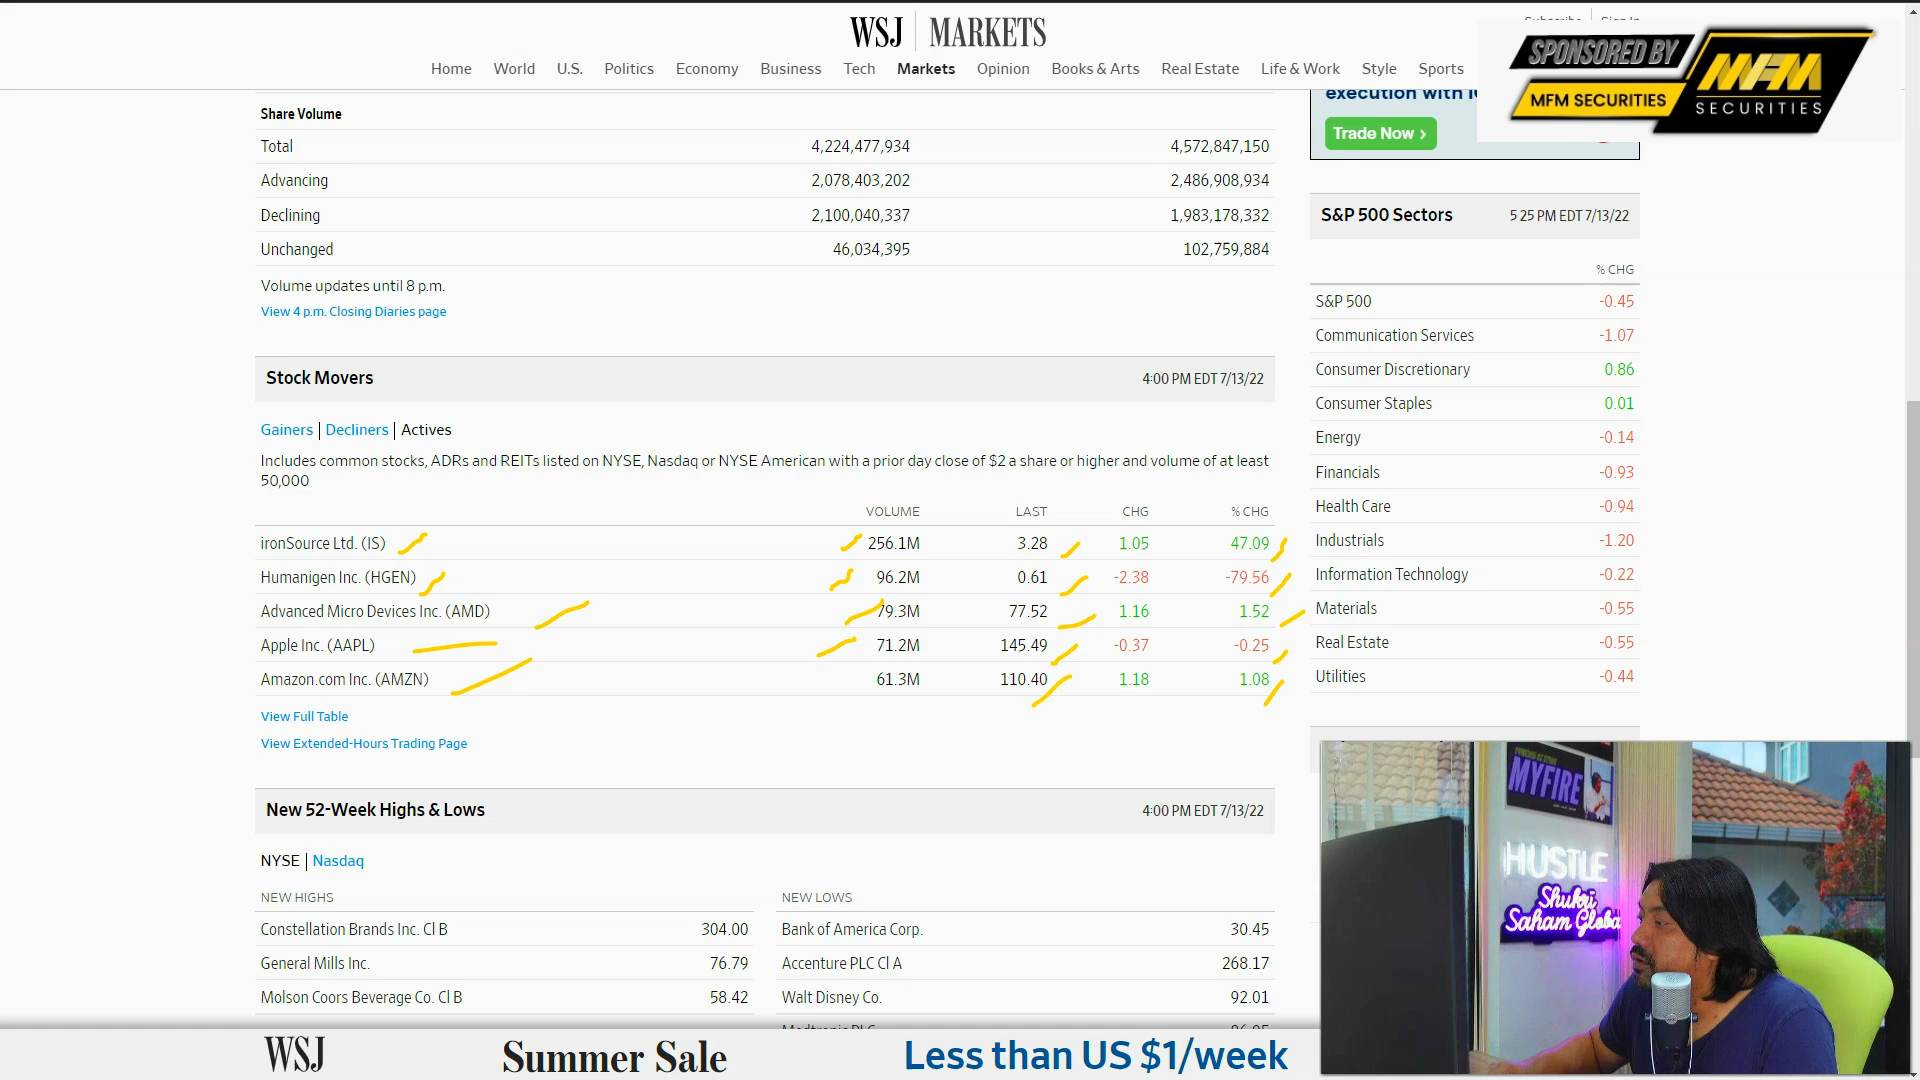 WSJ MARKETS
Home World U.S. Politics Economy Business Tech Markets Opinion Books & Arts Real Estate Life & Work Style Sports
SPONSORED BY
MFM SECURITIES
MFM
SECURITIES
Trade Now >
Share Volume
Total 4,224,477,934 4,572,847,150
Advancing 2,078,403,202 2,486,908,934
Declining 2,100,040,337 1,983,178,332
Unchanged 46,034,395 102,759,884
Volume updates until 8 p.m.
View 4 p.m. Closing Diaries page
Stock Movers 4:00 PM EDT 7/13/22
Gainers | Decliners | Actives
Includes common stocks, ADRs and REITs listed on NYSE, Nasdaq or NYSE American with a prior day close of $2 a share or higher and volume of at least
50,000
VOLUME LAST CHG % CHG
ironSource Ltd. (IS) 256.1M 3.28 1.05 47.09
Humanigen Inc. (HGEN) 96.2M 0.61 -2.38 -79.56
Advanced Micro Devices Inc. (AMD) 79.3M 77.52 1.16 1.52
Apple Inc. (AAPL) 71.2M 145.49 -0.37 -0.25
Amazon.com Inc. (AMZN) 61.3M 110.40 1.18 1.08
View Full Table
View Extended-Hours Trading Page
New 52-Week Highs & Lows 4:00 PM EDT 7/13/22
NYSE | Nasdaq
NEW HIGHS
Constellation Brands Inc. Cl B 304.00
General Mills Inc. 76.79
Molson Coors Beverage Co. Cl B 58.42
NEW LOWS
Bank of America Corp. 30.45
Accenture PLC Cl A 268.17
Walt Disney Co. 92.01
S&P 500 Sectors 5 25 PM EDT 7/13/22
% CHG
S&P 500 -0.45
Communication Services -1.07
Consumer Discretionary 0.86
Consumer Staples 0.01
Energy -0.14
Financials -0.93
Health Care -0.94
Industrials -1.20
Information Technology -0.22
Materials -0.55
Real Estate -0.55
Utilities -0.44
MYFIRE
HUSTLE
Shukri
Saham Global
WSJ Summer Sale Less than US $1/week